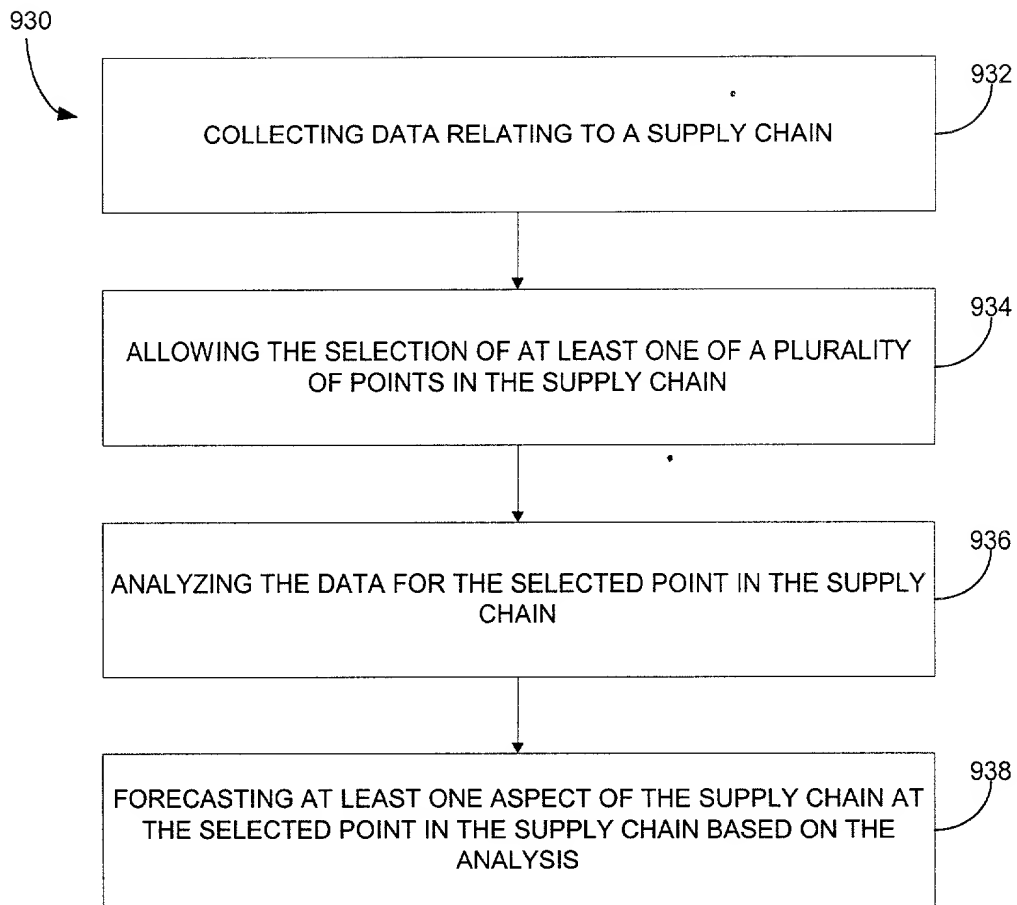 930
932
COLLECTING DATA RELATING TO A SUPPLY CHAIN
934
ALLOWING THE SELECTION OF AT LEAST ONE OF A PLURALITY
OF POINTS IN THE SUPPLY CHAIN
936
ANALYZING THE DATA FOR THE SELECTED POINT IN THE SUPPLY
CHAIN
938
FORECASTING AT LEAST ONE ASPECT OF THE SUPPLY CHAIN AT
THE SELECTED POINT IN THE SUPPLY CHAIN BASED ON THE
ANALYSIS